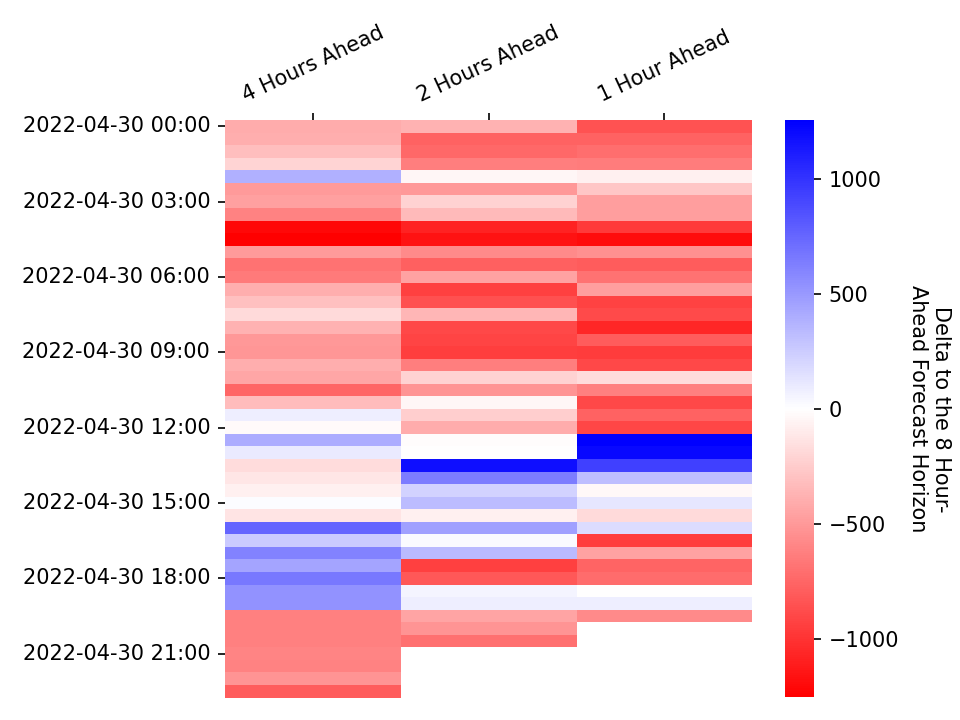 4 Hours Ahead
2 Hours Ahead
1 Hour Ahead
2022-04-30 00:00
2022-04-30 03:00
2022-04-30 06:00
2022-04-30 09:00
2022-04-30 12:00
2022-04-30 15:00
2022-04-30 18:00
2022-04-30 21:00
1000
500
0
−500
−1000
Delta to the 8 Hour-
Ahead Forecast Horizon